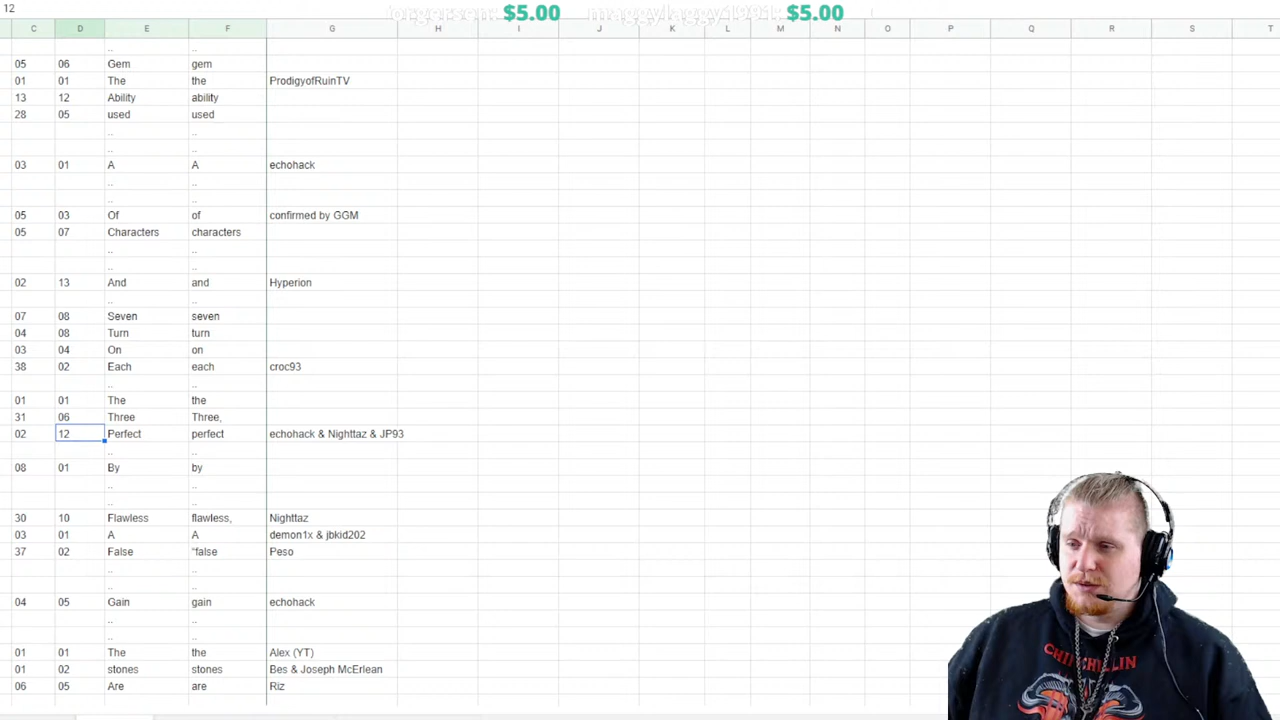 12
orgersen: $5.00 maggylaggy1991: $5.00
C D E F G H I J K L M N O P Q R S T
.. ..
05 06 Gem gem
01 01 The the ProdigyofRuinTV
13 12 Ability ability
28 05 used used
.. ..
.. ..
03 01 A A echohack
.. ..
.. ..
05 03 Of of confirmed by GGM
05 07 Characters characters
.. ..
.. ..
02 13 And and Hyperion
.. ..
07 08 Seven seven
04 08 Turn turn
03 04 On on
38 02 Each each croc93
.. ..
01 01 The the
31 06 Three Three,
02 12 Perfect perfect echohack & Nighttaz & JP93
.. ..
08 01 By by
.. ..
.. ..
30 10 Flawless flawless, Nighttaz
03 01 A A demon1x & jbkid202
37 02 False “false Peso
.. ..
.. ..
04 05 Gain gain echohack
.. ..
.. ..
01 01 The the Alex (YT)
01 02 stones stones Bes & Joseph McErlean
06 05 Are are Riz